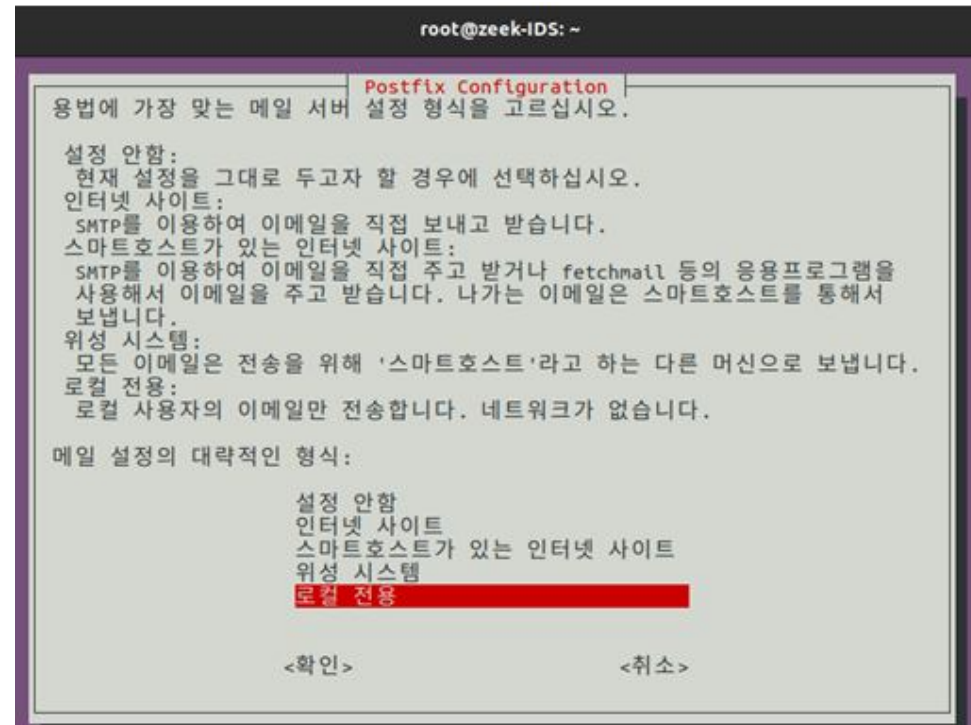 root@zeek-IDS: ~
Postfix Configuration
용법에 가장 맞는 메일 서버 설정 형식을 고르십시오.
설정 안함:
현재 설정을 그대로 두고자 할 경우에 선택하십시오.
인터넷 사이트:
SMTP를 이용하여 이메일을 직접 보내고 받습니다.
스마트호스트가 있는 인터넷 사이트:
SMTP를 이용하여 이메일을 직접 주고 받거나 fetchmail 등의 응용프로그램을
사용해서 이메일을 주고 받습니다. 나가는 이메일은 스마트호스트를 통해서
보냅니다.
위성 시스템:
모든 이메일은 전송을 위해 '스마트호스트'라고 하는 다른 머신으로 보냅니다.
로컬 전용:
로컬 사용자의 이메일만 전송합니다. 네트워크가 없습니다.
메일 설정의 대략적인 형식:
설정 안함
인터넷 사이트
스마트호스트가 있는 인터넷 사이트
위성 시스템
로컬 전용
<확인> <취소>